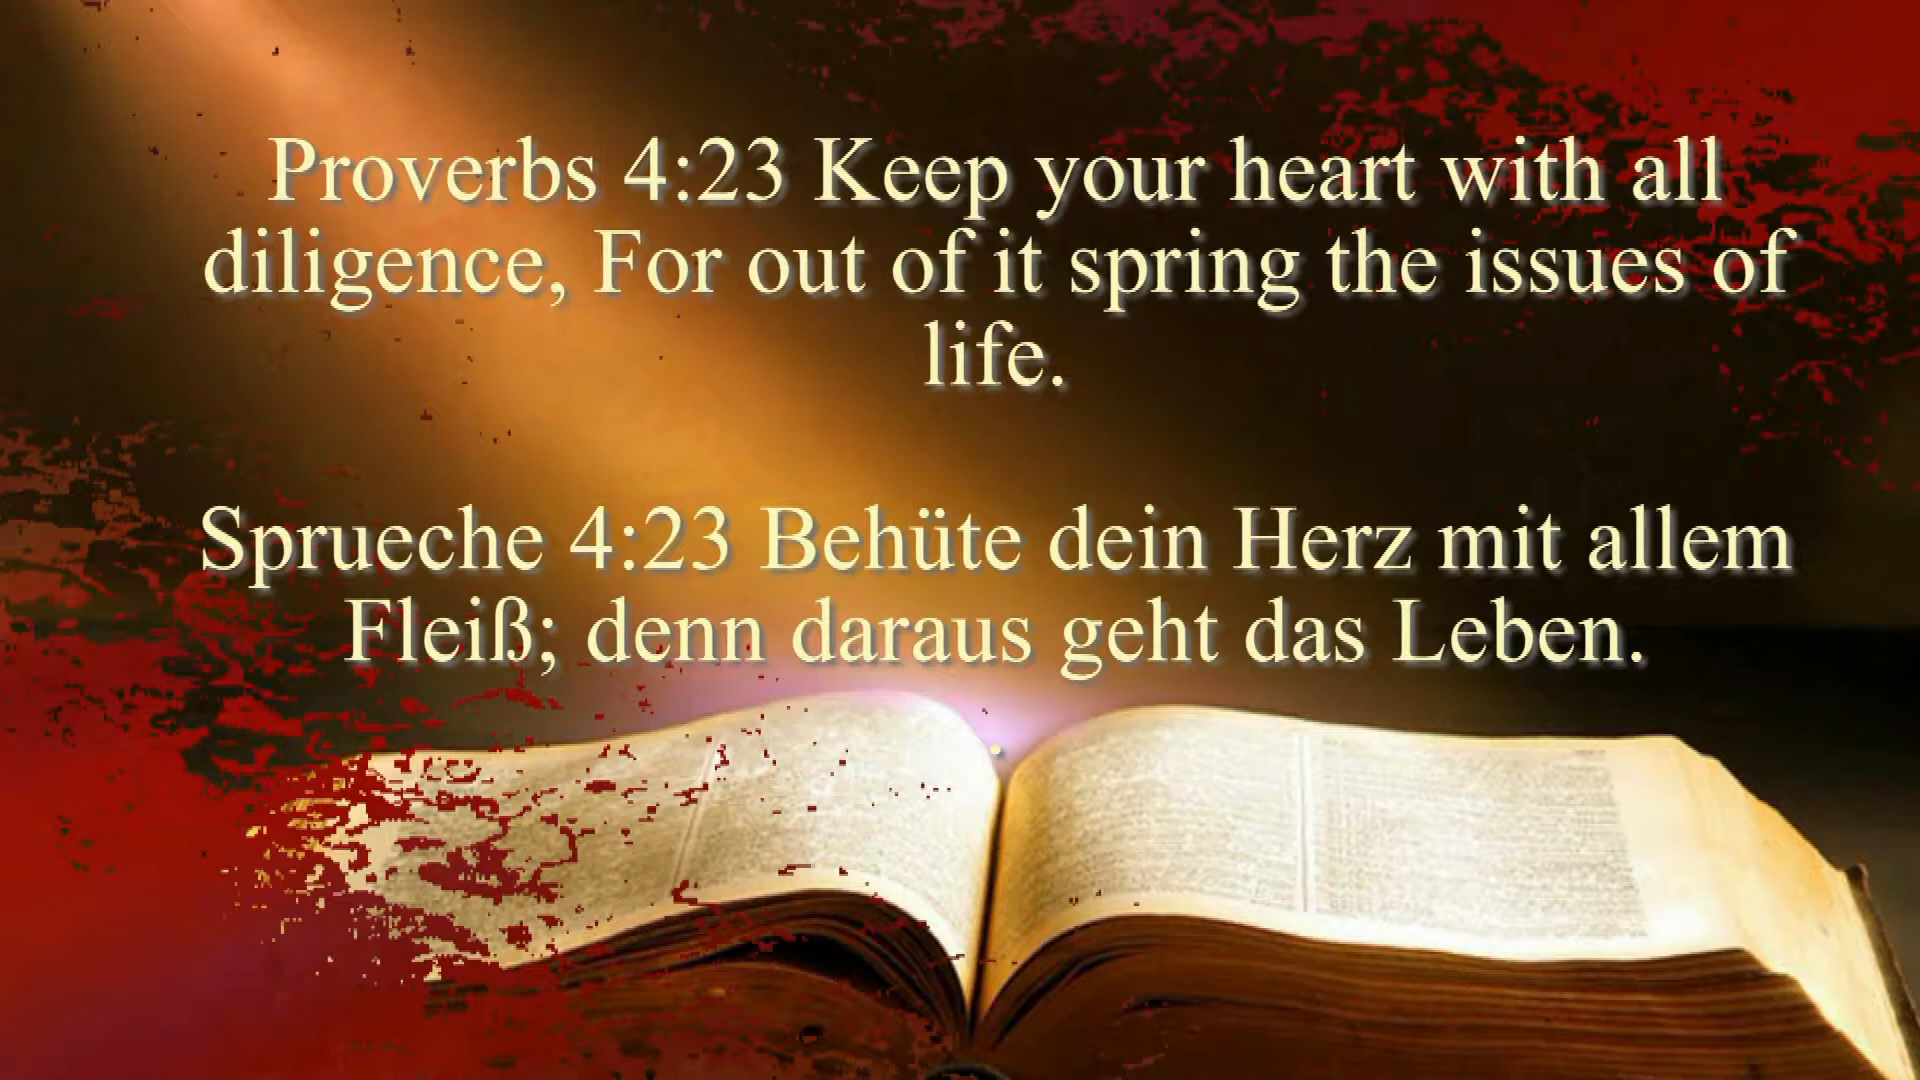 Proverbs 4:23 Keep your heart with all
diligence, For out of it spring the issues of
life.
Sprueche 4:23 Behüte dein Herz mit allem
Fleiß; denn daraus geht das Leben.